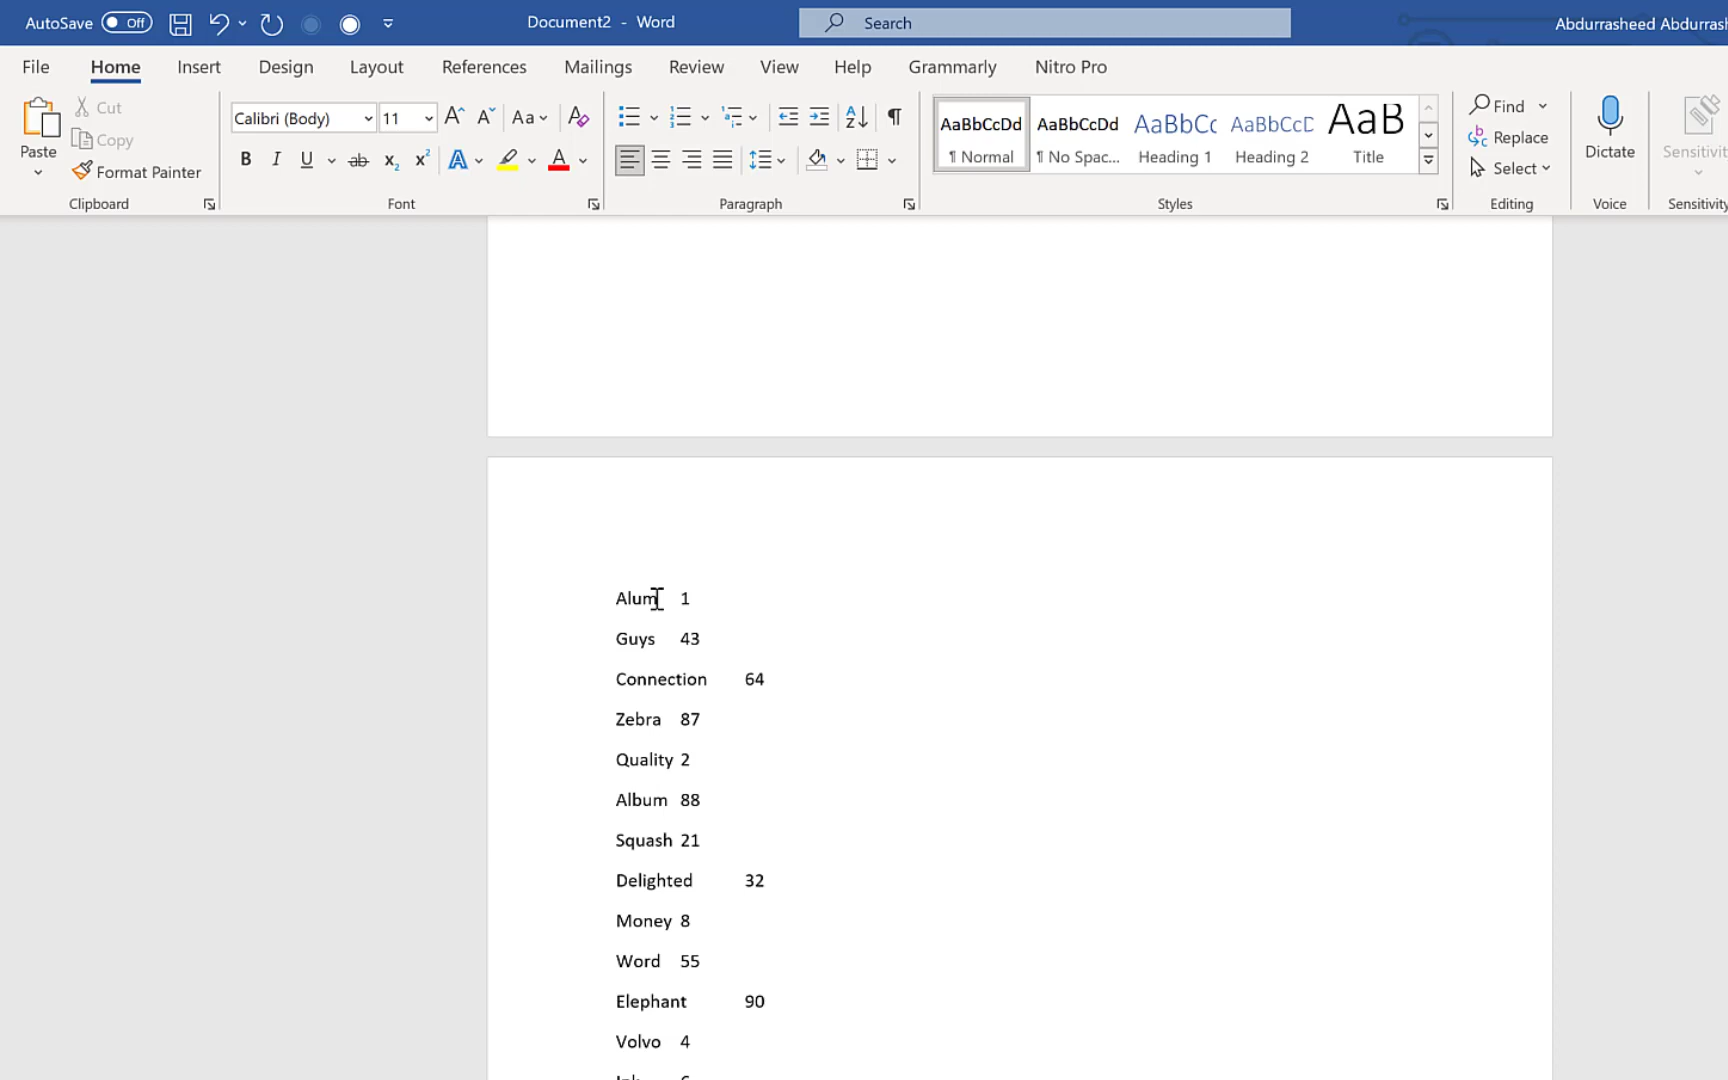 AutoSave Off Document2 - Word Search Abdurrasheed Abdurrash
File Home Insert Design Layout References Mailings Review View Help Grammarly Nitro Pro
Paste
Cut
Copy
Format Painter
Clipboard
Calibri (Body) 11
Font
Paragraph
AaBbCcDd AaBbCcDd AaBbCc AaBbCcD AaB
¶ Normal ¶ No Spac... Heading 1 Heading 2 Title
Styles
Find
Replace
Select
Editing
Dictate
Voice
Sensitivit
Sensitivity
Alum 1
Guys 43
Connection 64
Zebra 87
Quality 2
Album 88
Squash 21
Delighted 32
Money 8
Word 55
Elephant 90
Volvo 4